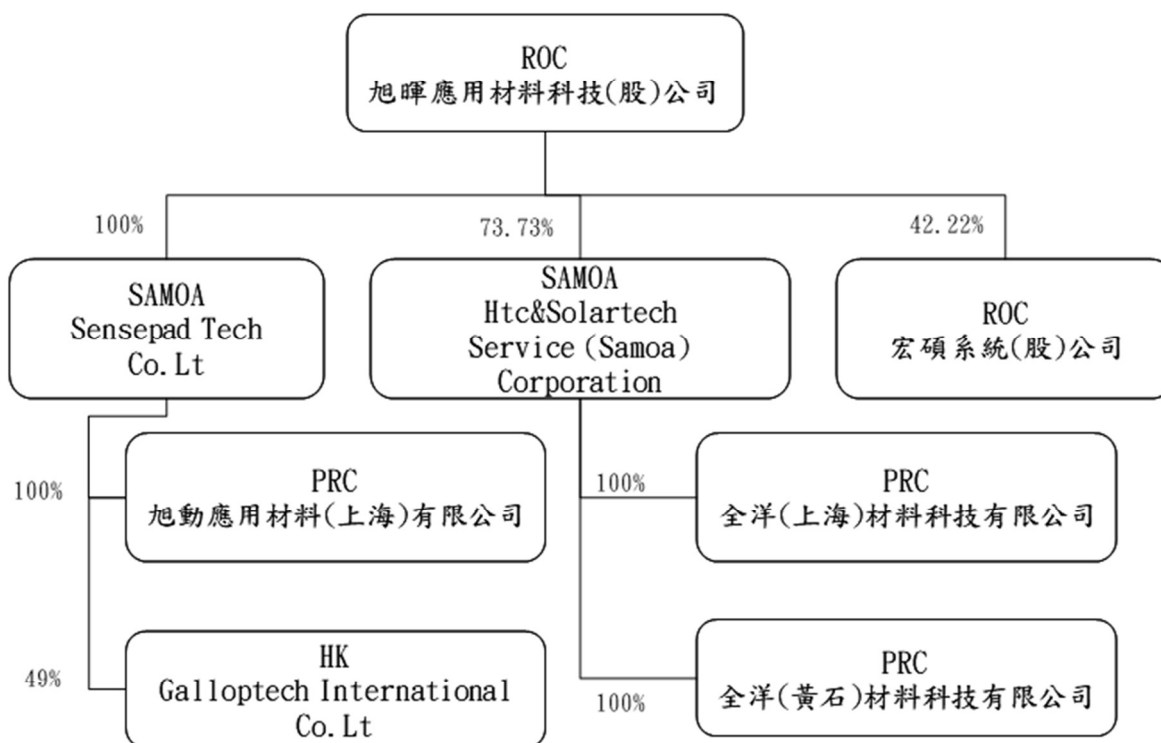 ROC
旭暉應用材料科技(股)公司
100%
73.73%
42.22%
SAMOA
Sensepad Tech
Co.Lt
SAMOA
Htc&Solartech
Service(Samoa)
Corporation
ROC
宏碩系統(股)公司
100%
PRC
旭動應用材料(上海)有限公司
100%
PRC
全洋(上海)材料科技有限公司
49%
HK
Galloptech International
Co.Lt
100%
PRC
全洋(黃石)材料科技有限公司